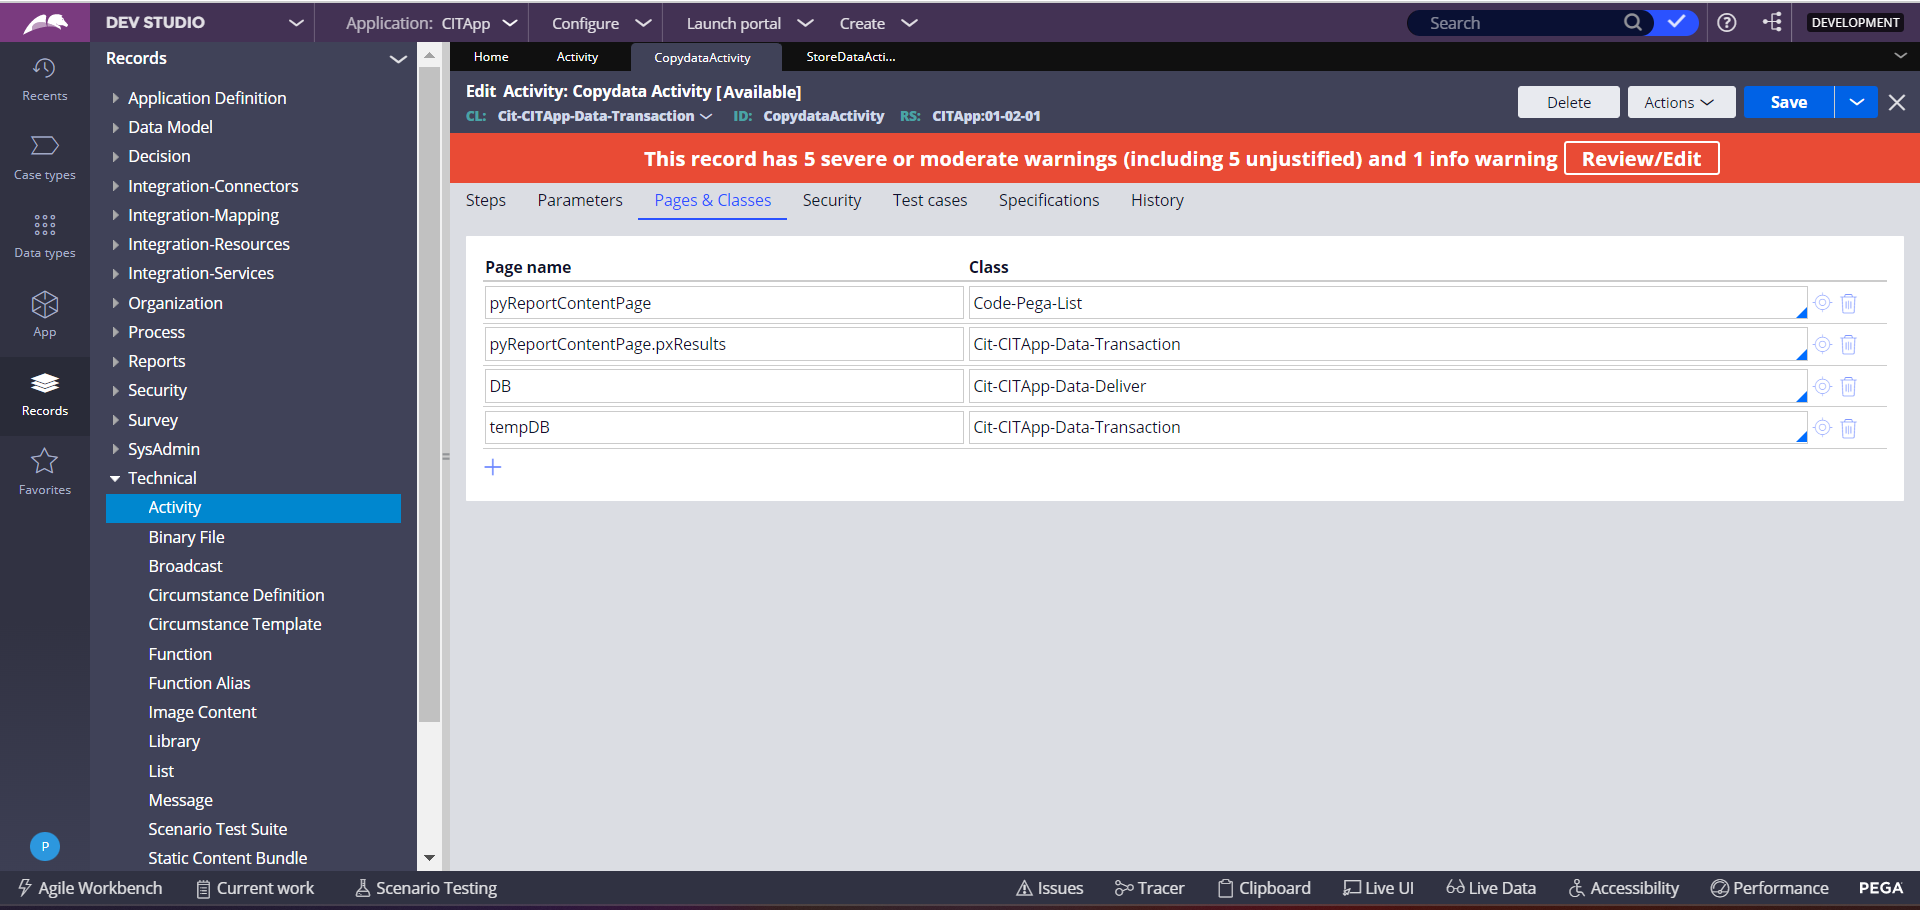 DEV STUDIO
Application: CITApp
Configure
Launch portal
Create
Search
DEVELOPMENT
Recents
Case types
Data types
App
Records
Favorites
P
Records
Application Definition
Data Model
Decision
Integration-Connectors
Integration-Mapping
Integration-Resources
Integration-Services
Organization
Process
Reports
Security
Survey
SysAdmin
Technical
Activity
Binary File
Broadcast
Circumstance Definition
Circumstance Template
Function
Function Alias
Image Content
Library
List
Message
Scenario Test Suite
Static Content Bundle
Home
Activity
CopydataActivity
StoreDataActi...
Edit Activity: Copydata Activity [Available]
CL: Cit-CITApp-Data-Transaction ID: CopydataActivity RS: CITApp:01-02-01
Delete
Actions
Save
This record has 5 severe or moderate warnings (including 5 unjustified) and 1 info warning Review/Edit
Steps
Parameters
Pages & Classes
Security
Test cases
Specifications
History
Page name Class
pyReportContentPage Code-Pega-List
pyReportContentPage.pxResults Cit-CITApp-Data-Transaction
DB Cit-CITApp-Data-Deliver
tempDB Cit-CITApp-Data-Transaction
Agile Workbench
Current work
Scenario Testing
Issues
Tracer
Clipboard
Live UI
Live Data
Accessibility
Performance
PEGA